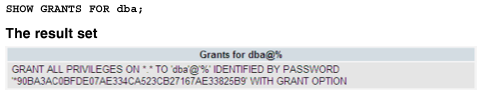 SHOW GRANTS FOR dba;
The result set
Grants for dba@%
GRANT ALL PRIVILEGES ON *.* TO 'dba'@'%' IDENTIFIED BY PASSWORD
'*90BA3AC0BFDE07AE334CA523CB27167AE33825B9' WITH GRANT OPTION